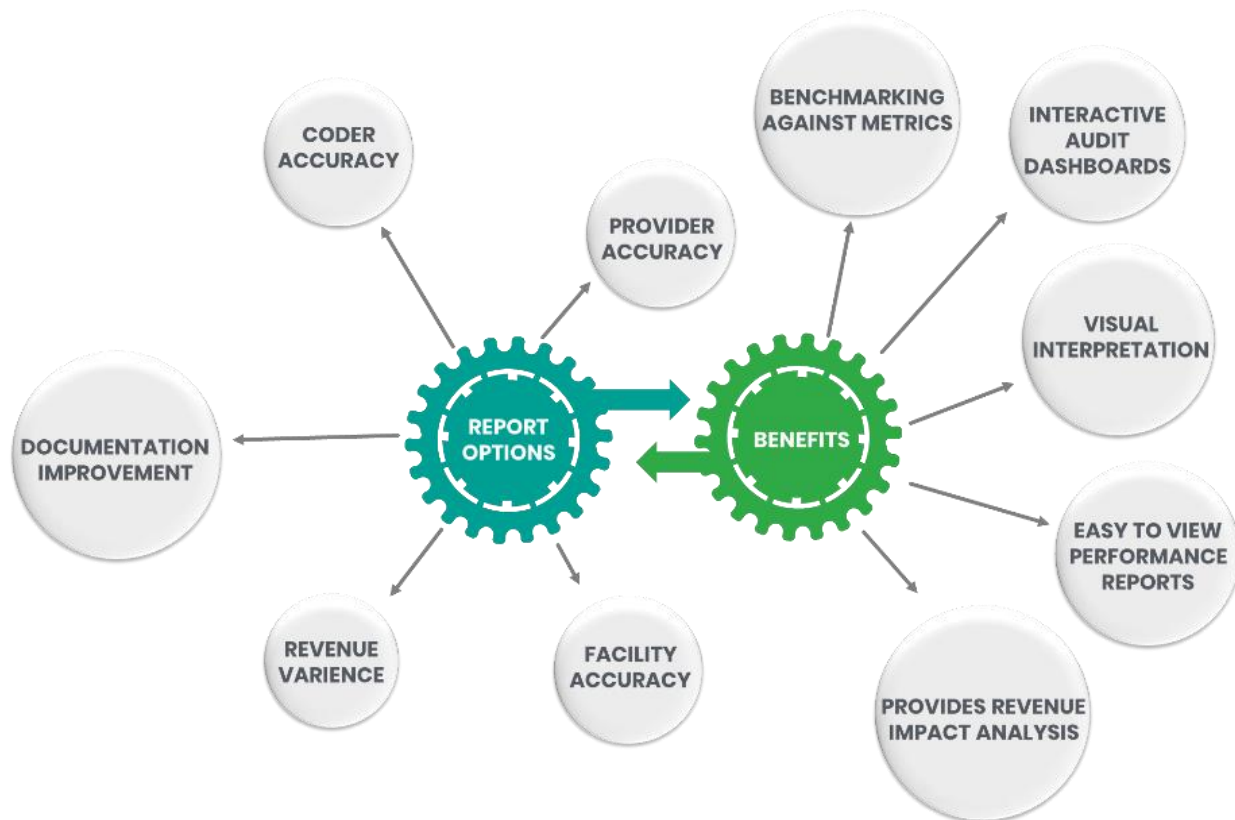 CODER
ACCURACY
PROVIDER
ACCURACY
DOCUMENTATION
IMPROVEMENT
REPORT
OPTIONS
REVENUE
VARIENCE
FACILITY
ACCURACY
BENCHMARKING
AGAINST METRICS
INTERACTIVE
AUDIT
DASHBOARDS
VISUAL
INTERPRETATION
BENEFITS
EASY TO VIEW
PERFORMANCE
REPORTS
PROVIDES REVENUE
IMPACT ANALYSIS